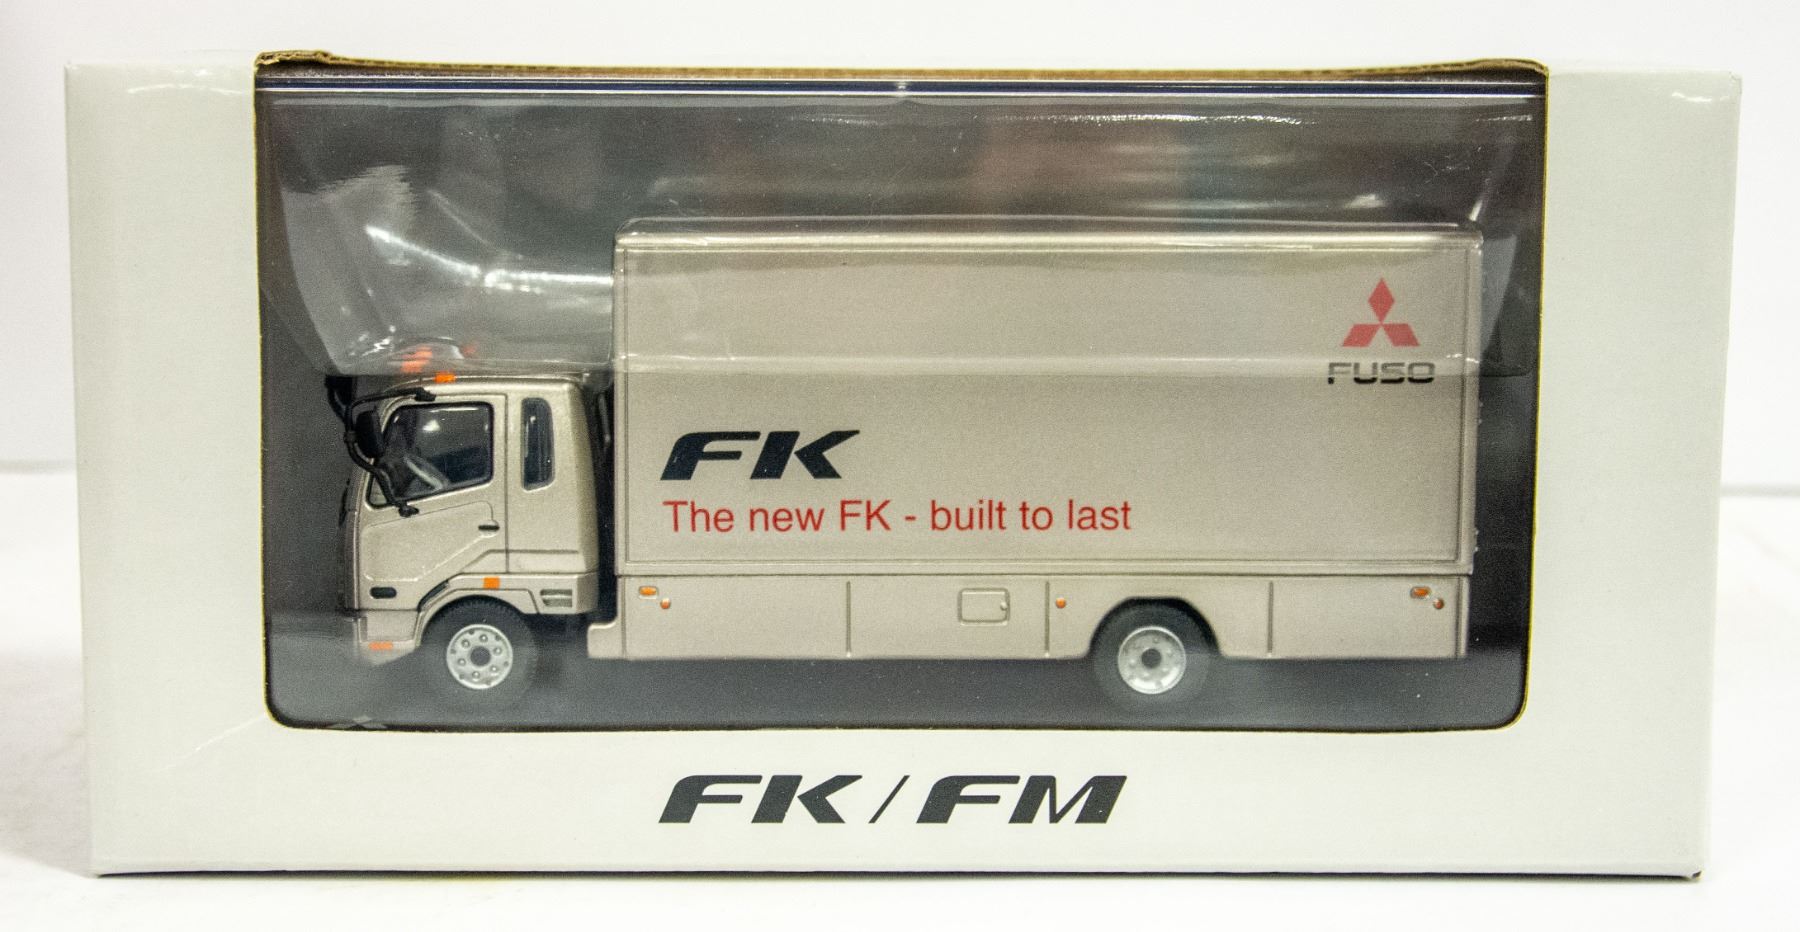 FUSO
FK
The new FK - built to last
FK / FM